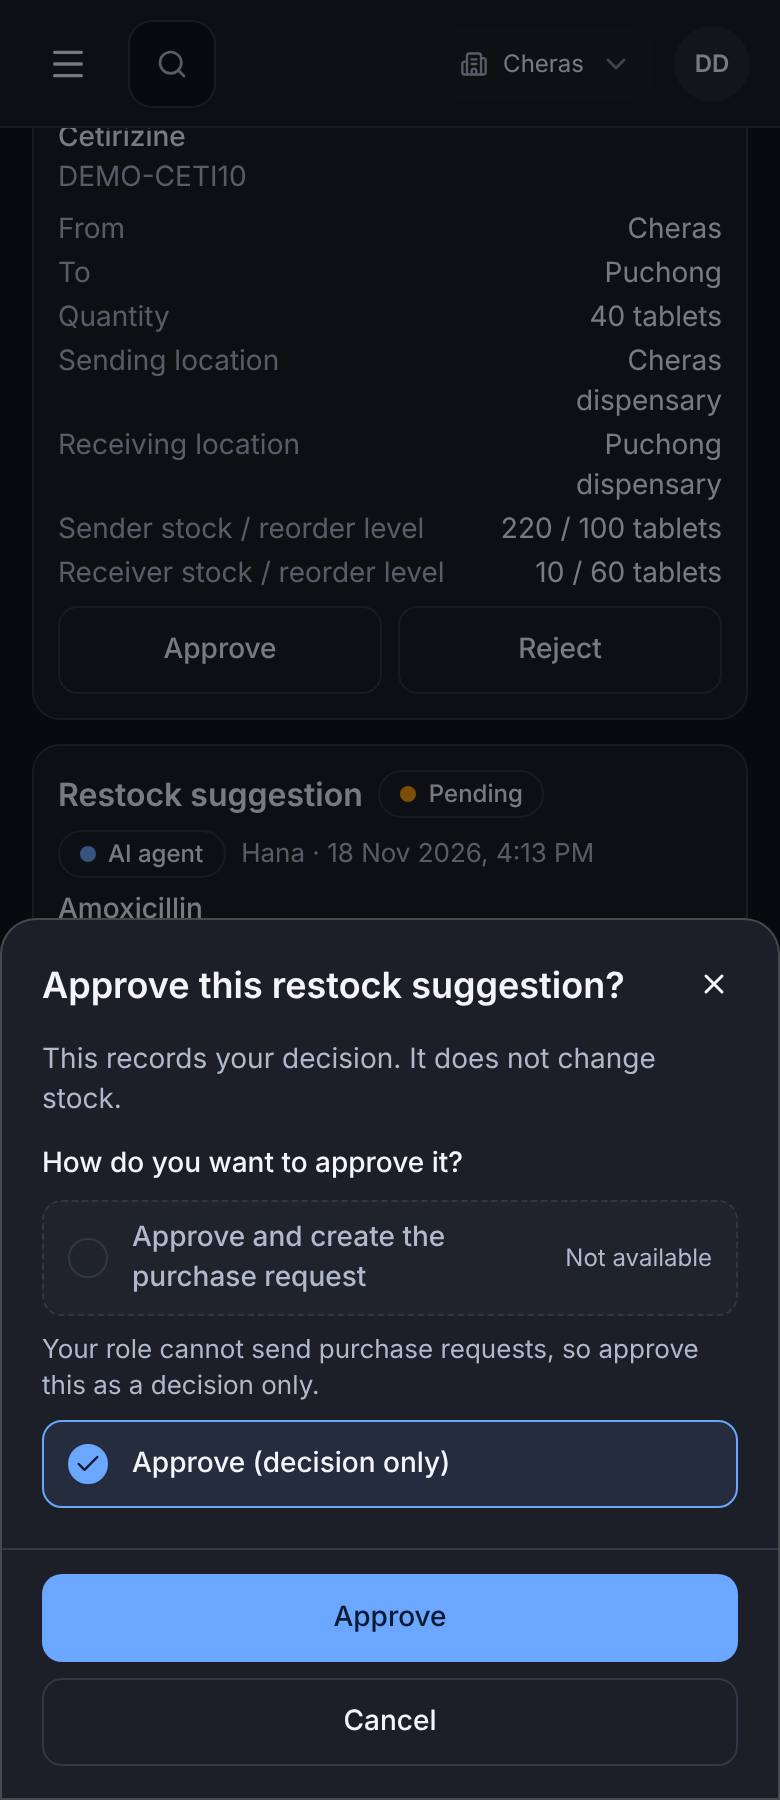 Cheras
DD
Cetirizine
DEMO-CETI10
From
Cheras
To
Puchong
Quantity
40 tablets
Sending location
Cheras
dispensary
Receiving location
Puchong
dispensary
Sender stock / reorder level
220 / 100 tablets
Receiver stock / reorder level
10 / 60 tablets
Approve
Reject
Restock suggestion
Pending
AI agent
Hana · 18 Nov 2026, 4:13 PM
Amoxicillin
Approve this restock suggestion?
This records your decision. It does not change
stock.
How do you want to approve it?
Approve and create the
purchase request
Not available
Your role cannot send purchase requests, so approve
this as a decision only.
Approve (decision only)
Approve
Cancel